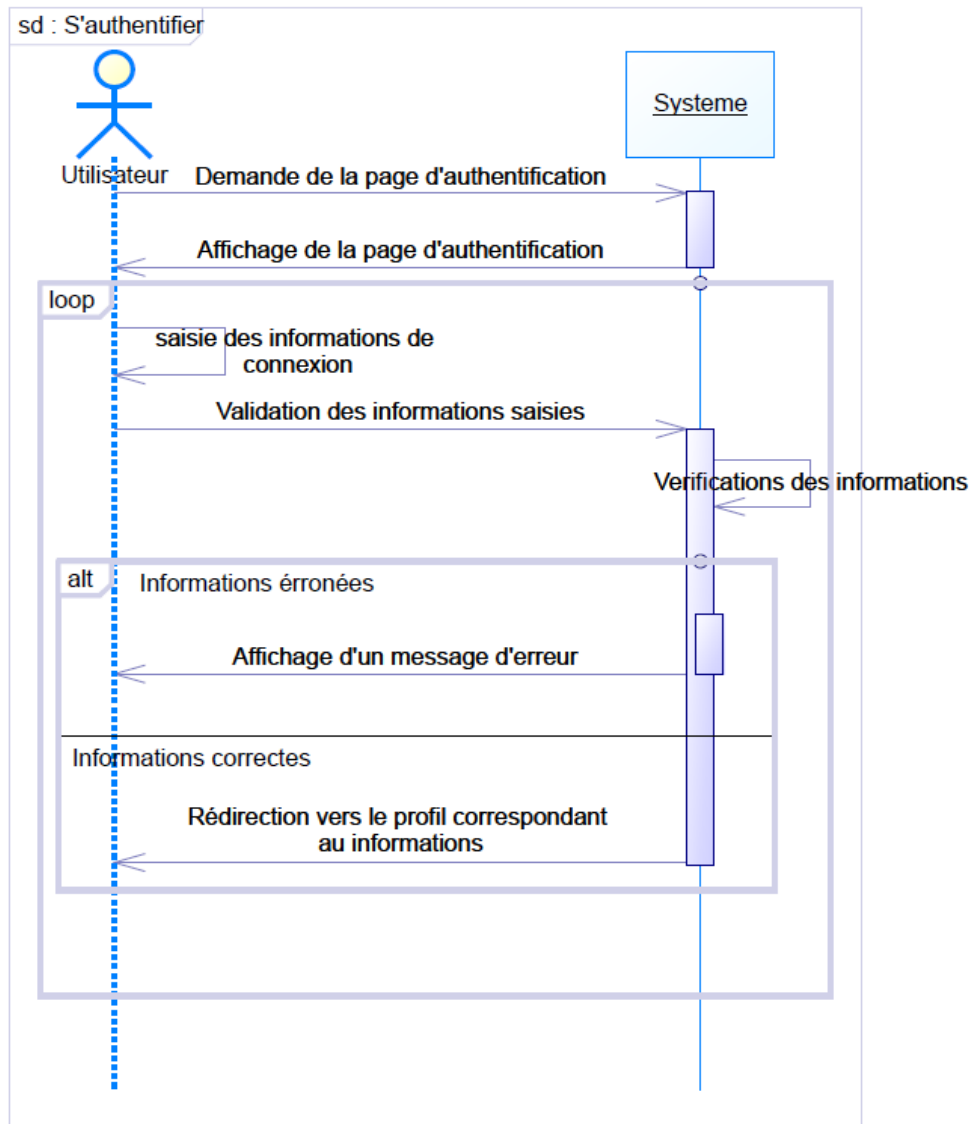 sd : S'authentifier
Systeme
Utilisateur
Demande de la page d'authentification
Affichage de la page d'authentification
loop
saisie des informations de
connexion
Validation des informations saisies
Verifications des informations
alt
Informations érronées
Affichage d'un message d'erreur
Informations correctes
Rédirection vers le profil correspondant
au informations